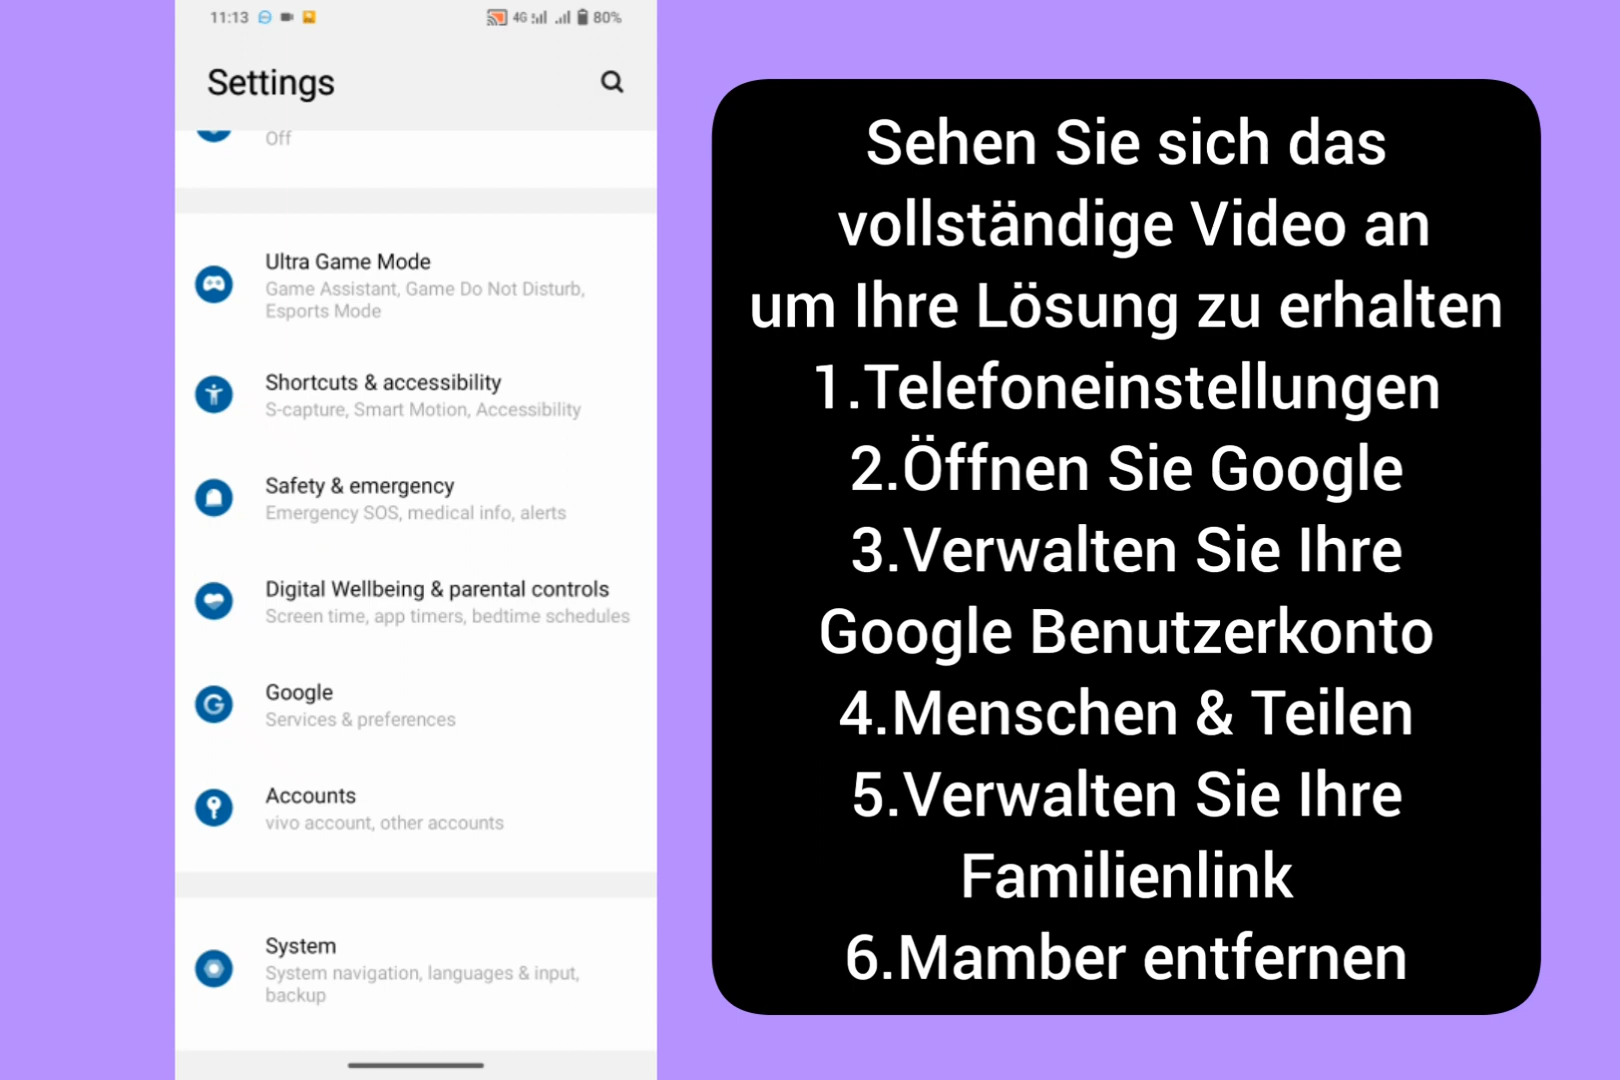 11:13
4G
80%
Settings
Off
Ultra Game Mode
Game Assistant, Game Do Not Disturb,
Esports Mode
Shortcuts & accessibility
S-capture, Smart Motion, Accessibility
Safety & emergency
Emergency SOS, medical info, alerts
Digital Wellbeing & parental controls
Screen time, app timers, bedtime schedules
Google
Services & preferences
Accounts
vivo account, other accounts
System
System navigation, languages & input,
backup
Sehen Sie sich das
vollständige Video an
um Ihre Lösung zu erhalten
1.Telefoneinstellungen
2.Öffnen Sie Google
3.Verwalten Sie Ihre
Google Benutzerkonto
4.Menschen & Teilen
5.Verwalten Sie Ihre
Familienlink
6.Mamber entfernen